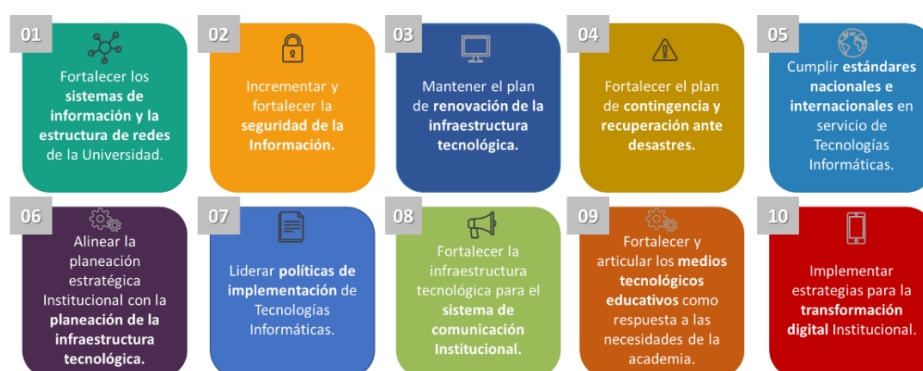 01
Fortalecer los
sistemas de
información y la
estructura de redes
de la Universidad.
02
Incrementar y
fortalecer la
seguridad de la
Información.
03
Mantener el plan
de renovación de la
infraestructura
tecnológica.
04
Fortalecer el plan
de contingencia y
recuperación ante
desastres.
05
Cumplir estándares
nacionales e
internacionales en
servicio de
Tecnologías
Informáticas.
06
Alinear la
planeación
estratégica
Institucional con la
planeación de la
infraestructura
tecnológica.
07
Liderar políticas de
implementación de
Tecnologías
Informáticas.
08
Fortalecer la
infraestructura
tecnológica para el
sistema de
comunicación
Institucional.
09
Fortalecer y
articular los medios
tecnológicos
educativos como
respuesta a las
necesidades de la
academia.
10
Implementar
estrategias para la
transformación
digital Institucional.